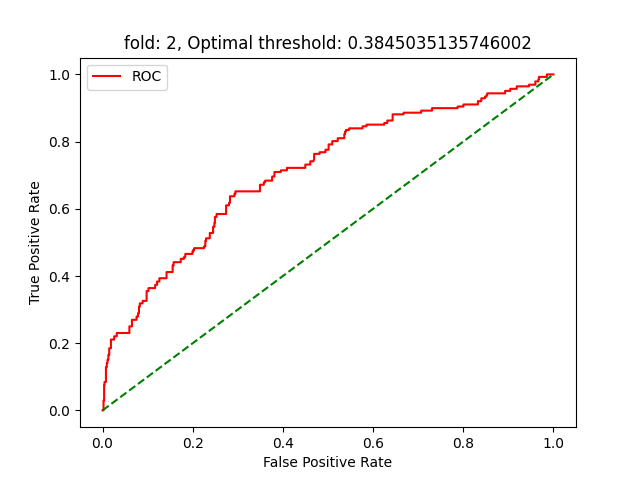 fold: 2, Optimal threshold: 0.3845035135746002
ROC
1.0
0.8
0.6
0.4
0.2
0.0
True Positive Rate
0.0 0.2 0.4 0.6 0.8 1.0
False Positive Rate